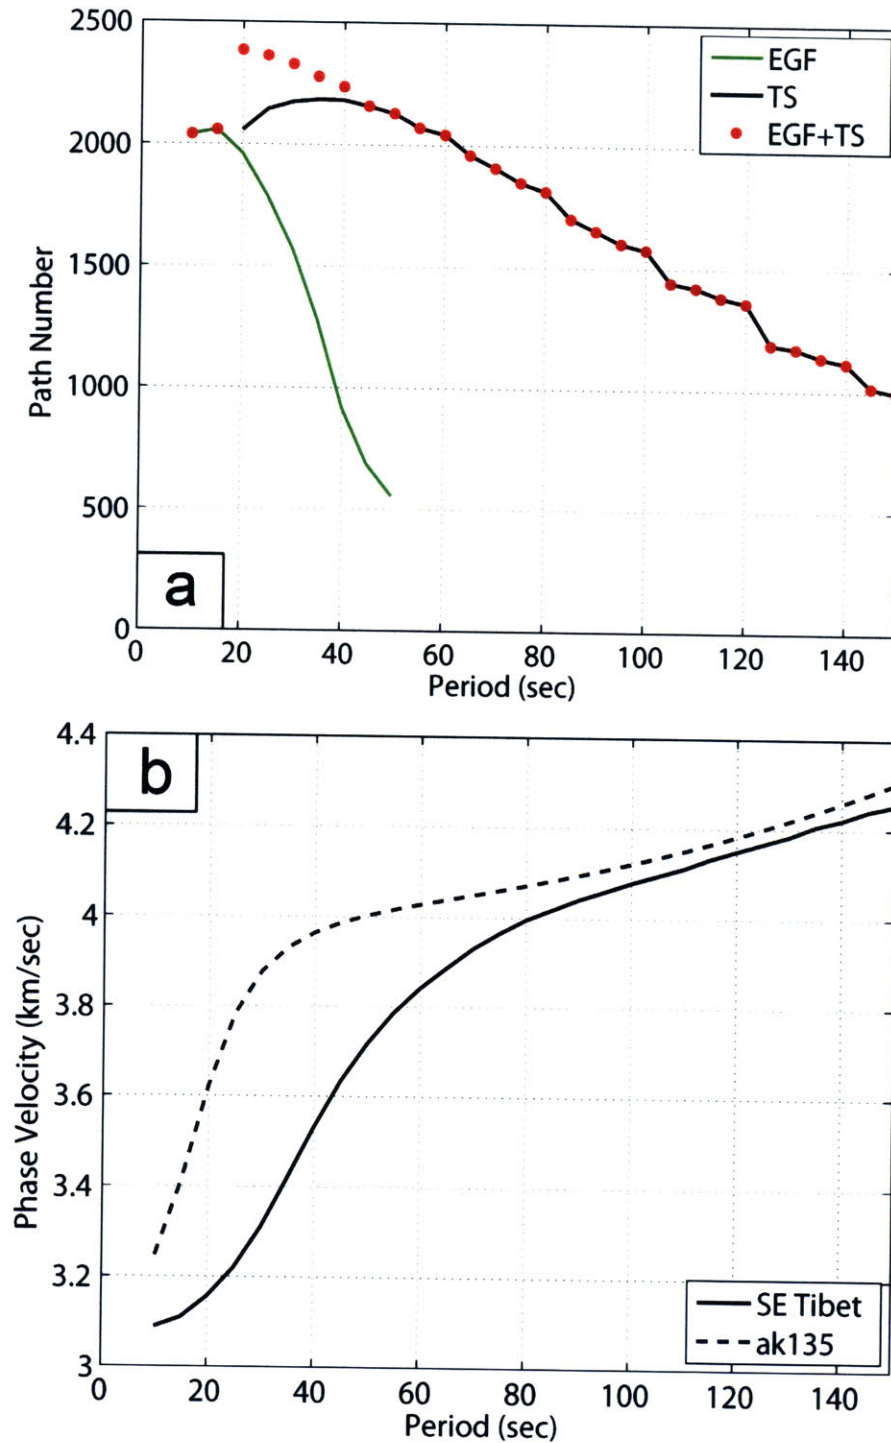 2500
2000
1500
1000
500
0
Path Number
EGF
TS
EGF+TS
a
0 20 40 60 80 100 120 140
Period (sec)
4.4
4.2
4
3.8
3.6
3.4
3.2
3
Phase Velocity (km/sec)
b
SE Tibet
ak135
0 20 40 60 80 100 120 140
Period (sec)